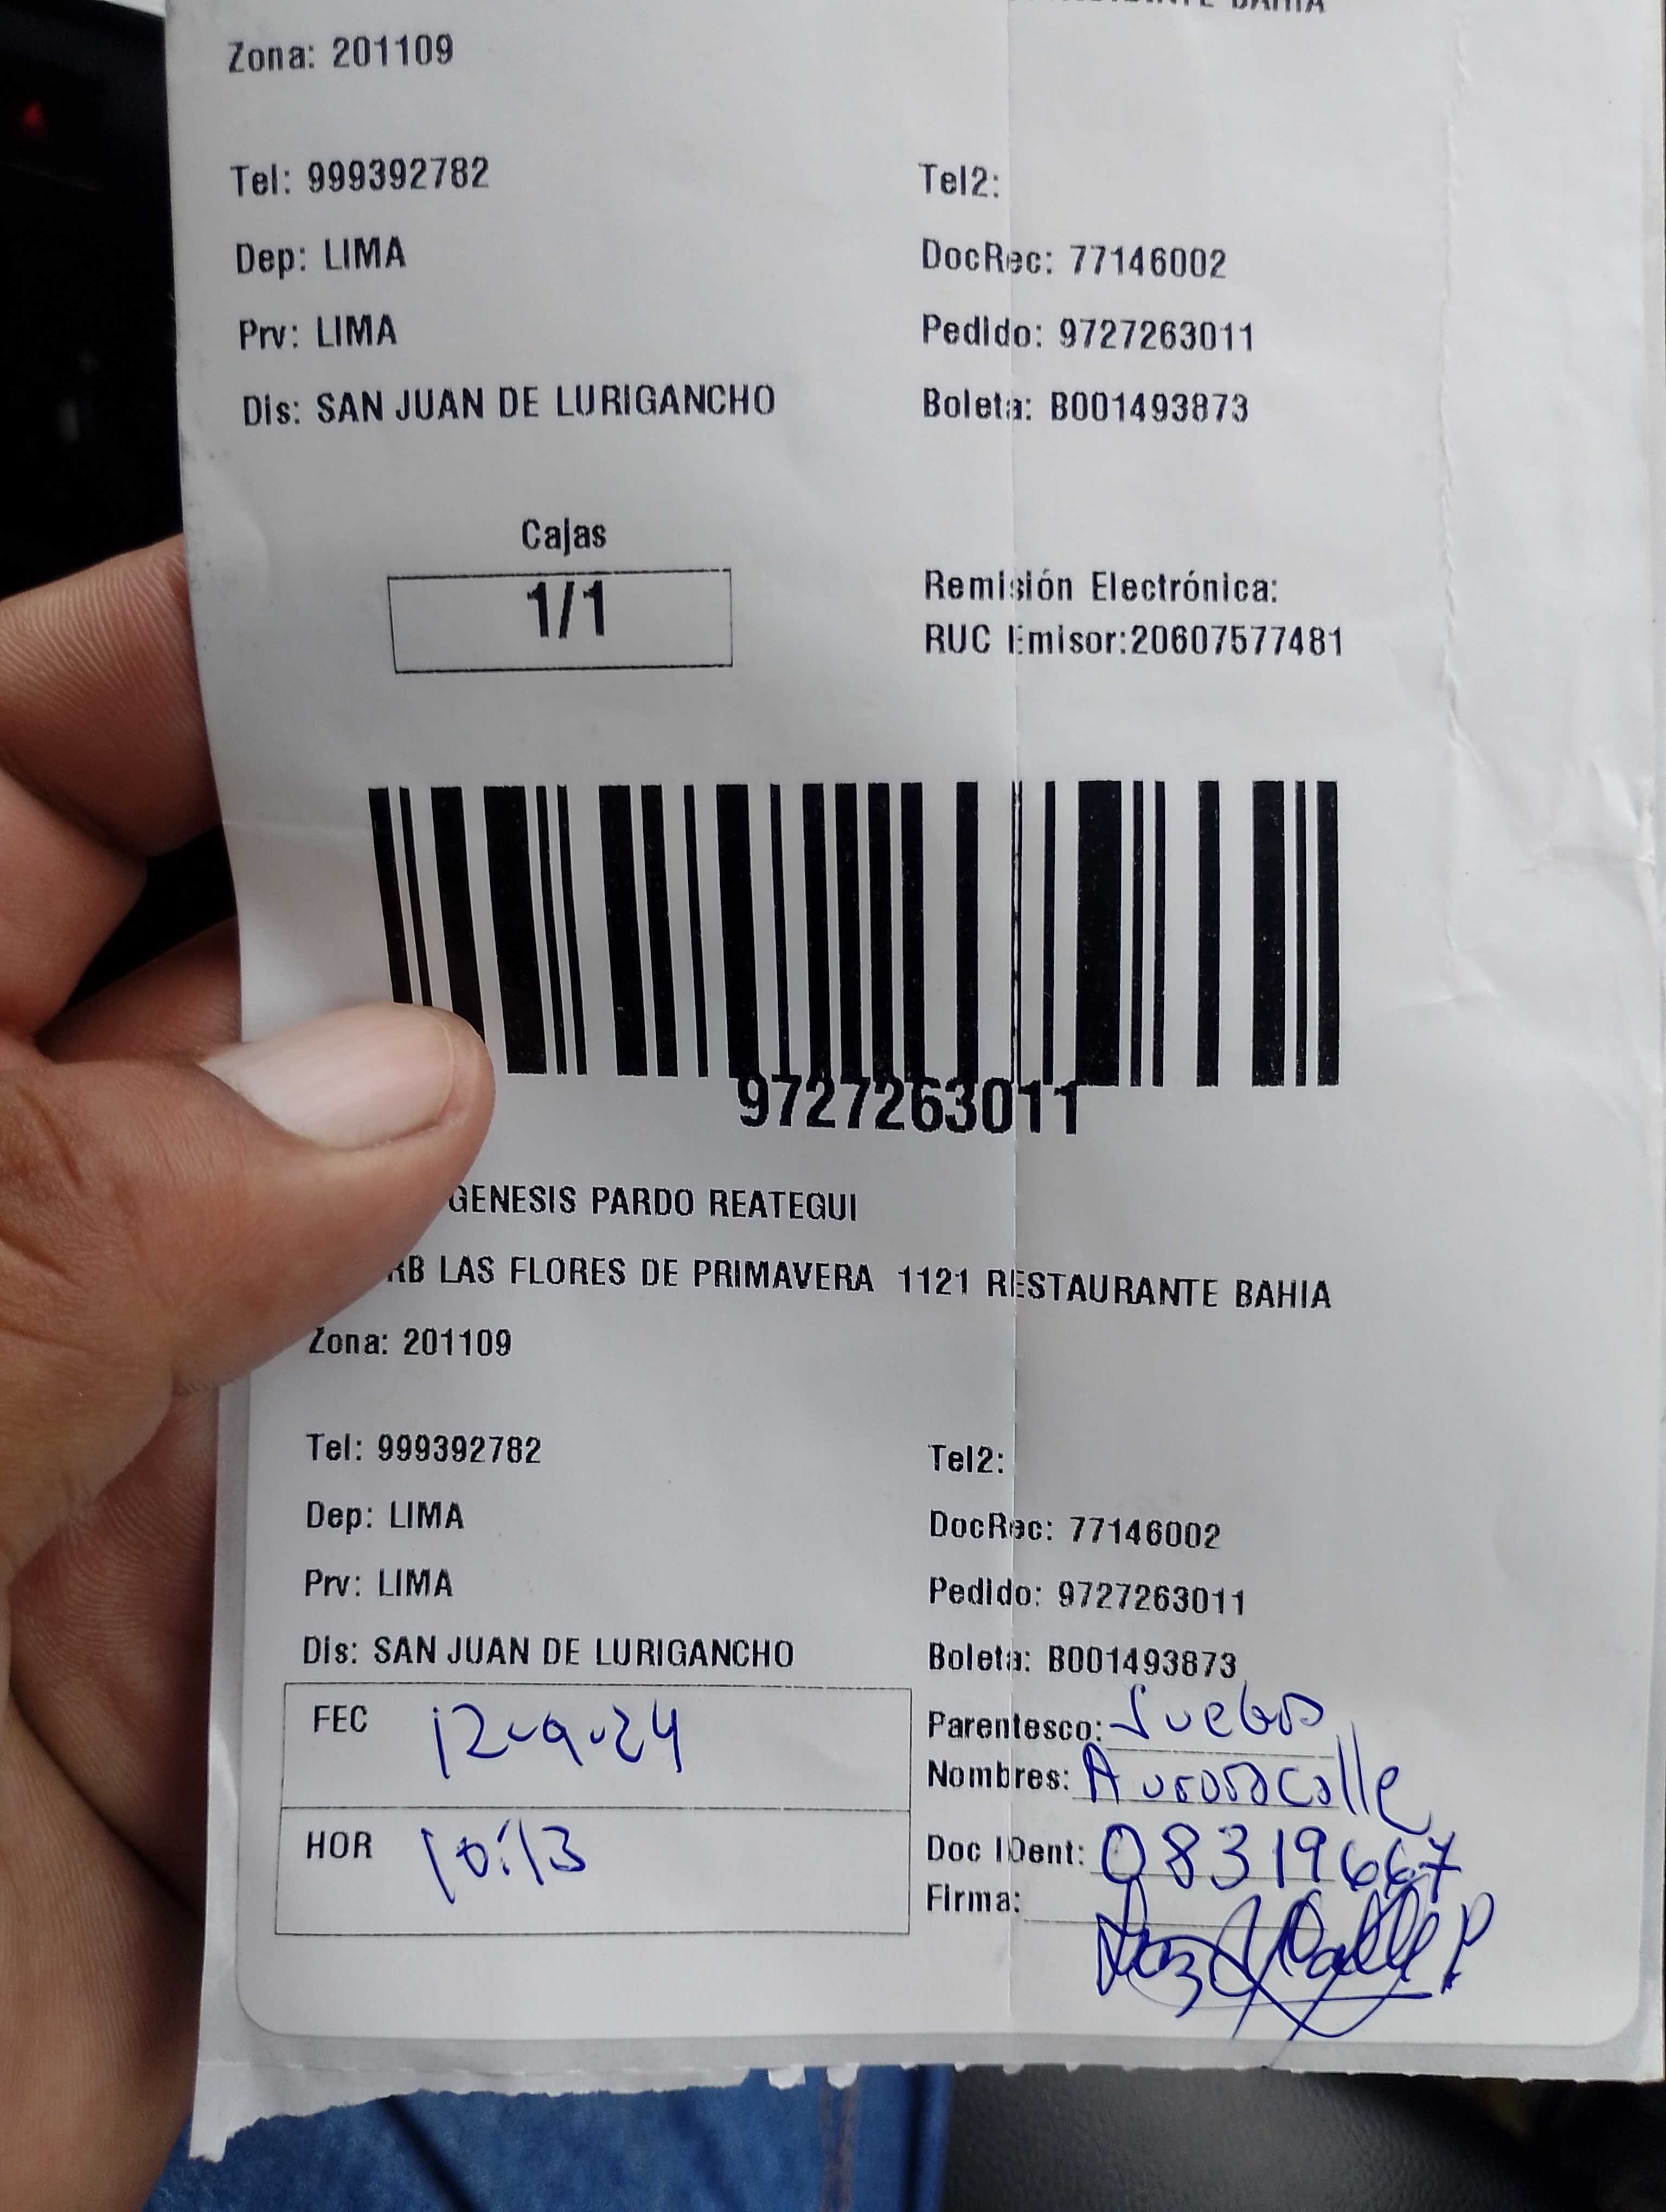 BAHIA
Zona: 201109
Tel: 999392782 Tel2:
Dep: LIMA DocRec: 77146002
Prv: LIMA Pedido: 9727263011
Dis: SAN JUAN DE LURIGANCHO Boleta: B001493873
Cajas
1/1
Remisión Electrónica:
RUC Emisor:20607577481
9727263011
GENESIS PARDO REATEGUI
RB LAS FLORES DE PRIMAVERA 1121 RESTAURANTE BAHIA
Zona: 201109
Tel: 999392782 Tel2:
Dep: LIMA DocRec: 77146002
Prv: LIMA Pedido: 9727263011
Dis: SAN JUAN DE LURIGANCHO Boleta: B001493873
FEC 12-9-24 Parentesco:
Nombres: Aurora Calle
HOR 10:13 Doc IDent: 08319667
Firma: